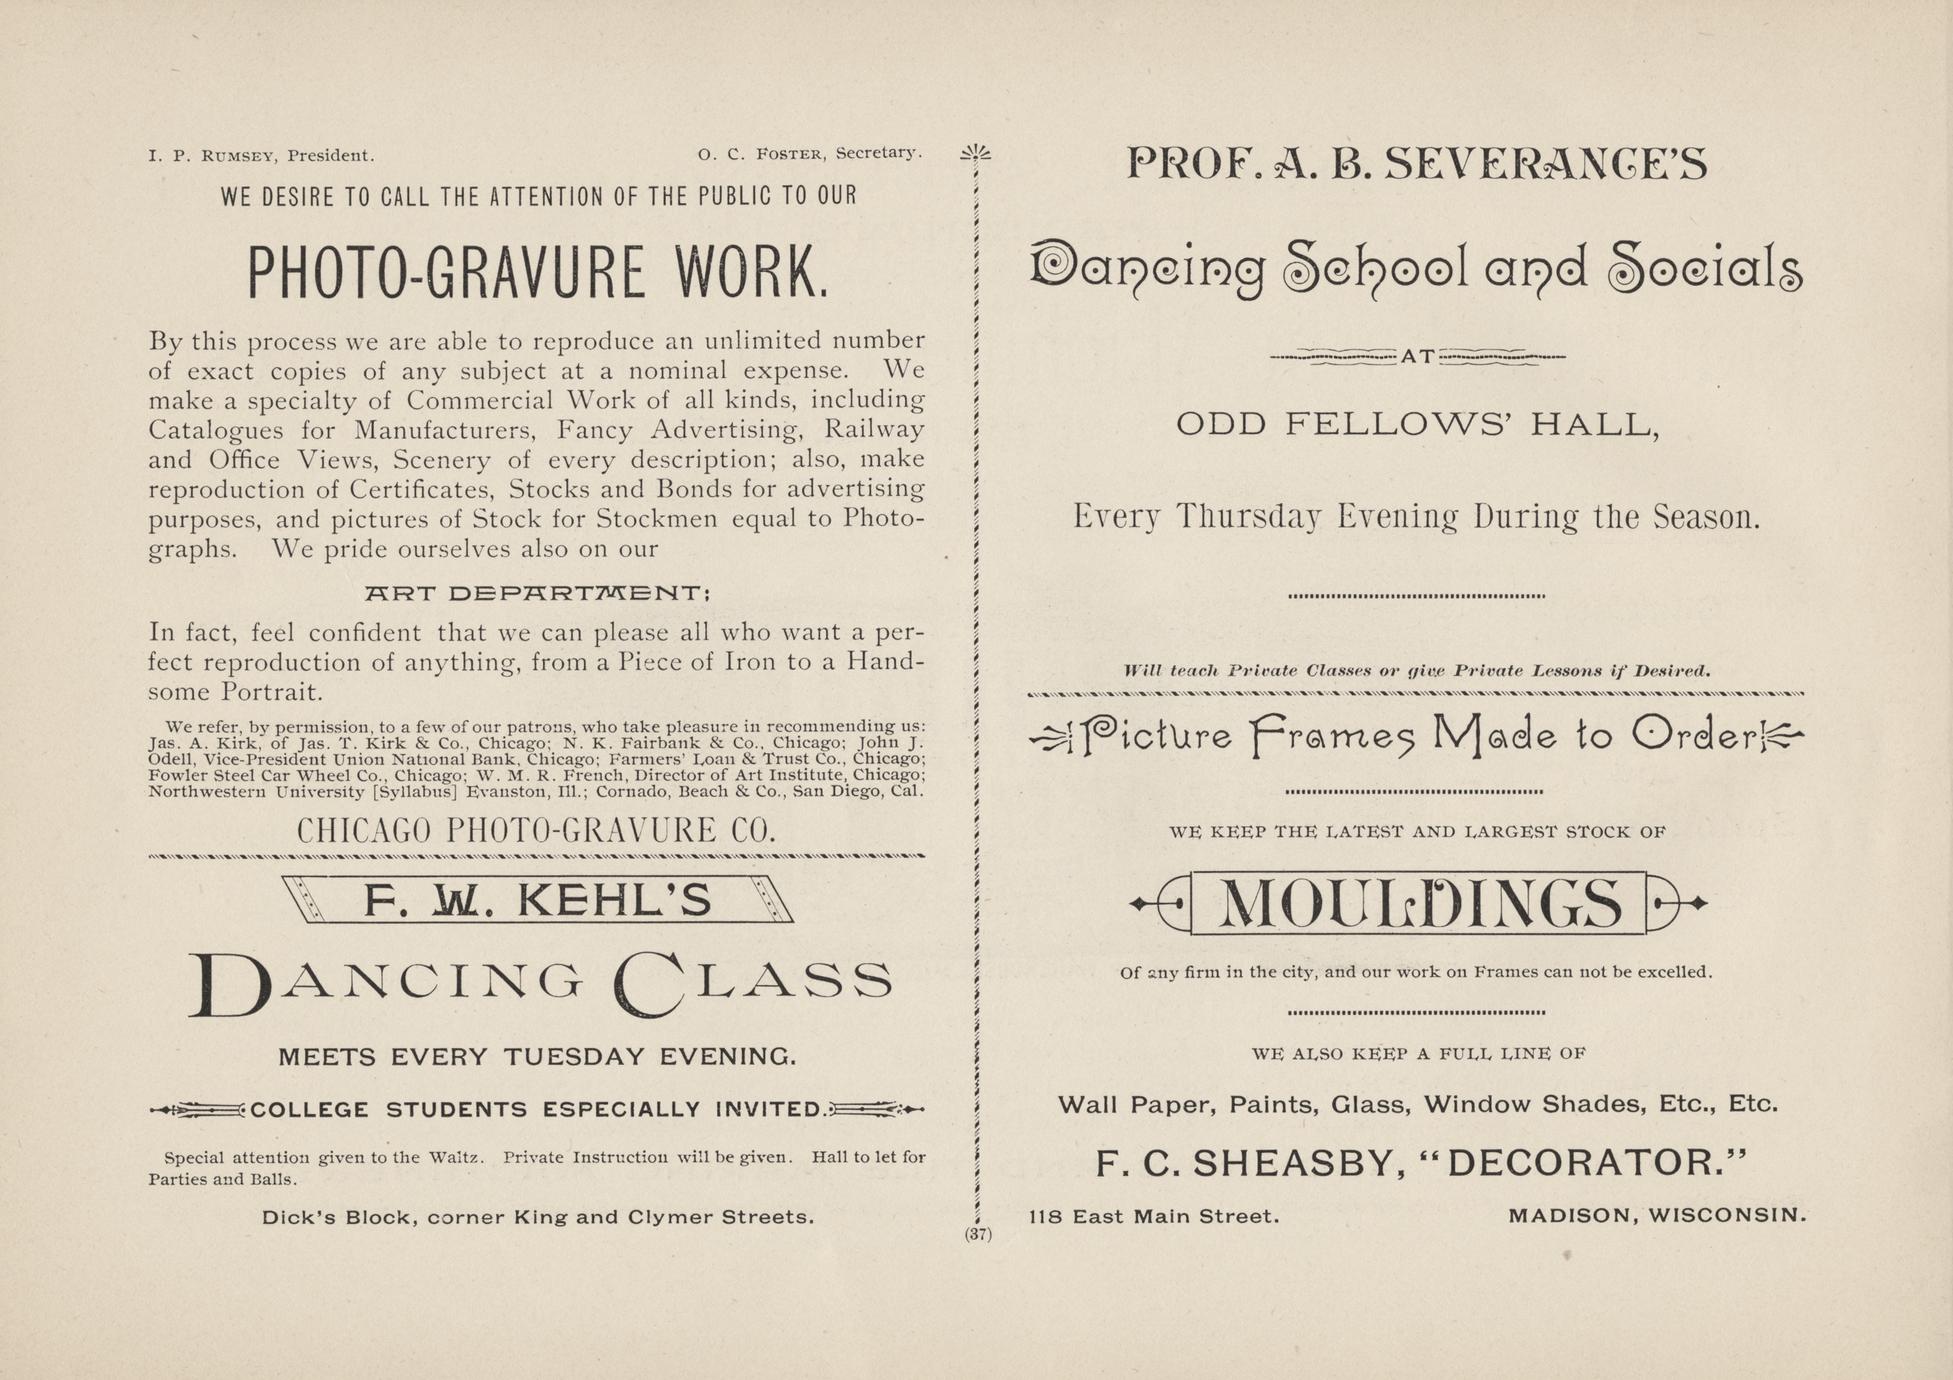 I. P. RUMSEY, President. O. C. FOSTER, Secretary.
WE DESIRE TO CALL THE ATTENTION OF THE PUBLIC TO OUR
PHOTO-GRAVURE WORK.
By this process we are able to reproduce an unlimited number
of exact copies of any subject at a nominal expense. We
make a specialty of Commercial Work of all kinds, including
Catalogues for Manufacturers, Fancy Advertising, Railway
and Office Views, Scenery of every description; also, make
reproduction of Certificates, Stocks and Bonds for advertising
purposes, and pictures of Stock for Stockmen equal to Photo-
graphs. We pride ourselves also on our
ART DEPARTMENT;
In fact, feel confident that we can please all who want a per-
fect reproduction of anything, from a Piece of Iron to a Hand-
some Portrait.
We refer, by permission, to a few of our patrons, who take pleasure in recommending us:
Jas. A. Kirk, of Jas. T. Kirk & Co., Chicago; N. K. Fairbank & Co., Chicago; John J.
Odell, Vice-President Union National Bank, Chicago; Farmers' Loan & Trust Co., Chicago;
Fowler Steel Car Wheel Co., Chicago; W. M. R. French, Director of Art Institute, Chicago;
Northwestern University [Syllabus] Evanston, Ill.; Cornado, Beach & Co., San Diego, Cal.
CHICAGO PHOTO-GRAVURE CO.
F. W. KEHL'S
DANCING CLASS
MEETS EVERY TUESDAY EVENING.
COLLEGE STUDENTS ESPECIALLY INVITED.
Special attention given to the Waltz. Private Instruction will be given. Hall to let for
Parties and Balls.
Dick's Block, corner King and Clymer Streets.
(37)
PROF. A. B. SEVERANCE'S
Dancing School and Socials
AT
ODD FELLOWS' HALL,
Every Thursday Evening During the Season.
Will teach Private Classes or give Private Lessons if Desired.
Picture Frames Made to Order
WE KEEP THE LATEST AND LARGEST STOCK OF
MOULDINGS
Of any firm in the city, and our work on Frames can not be excelled.
WE ALSO KEEP A FULL LINE OF
Wall Paper, Paints, Glass, Window Shades, Etc., Etc.
F. C. SHEASBY, "DECORATOR."
118 East Main Street. MADISON, WISCONSIN.